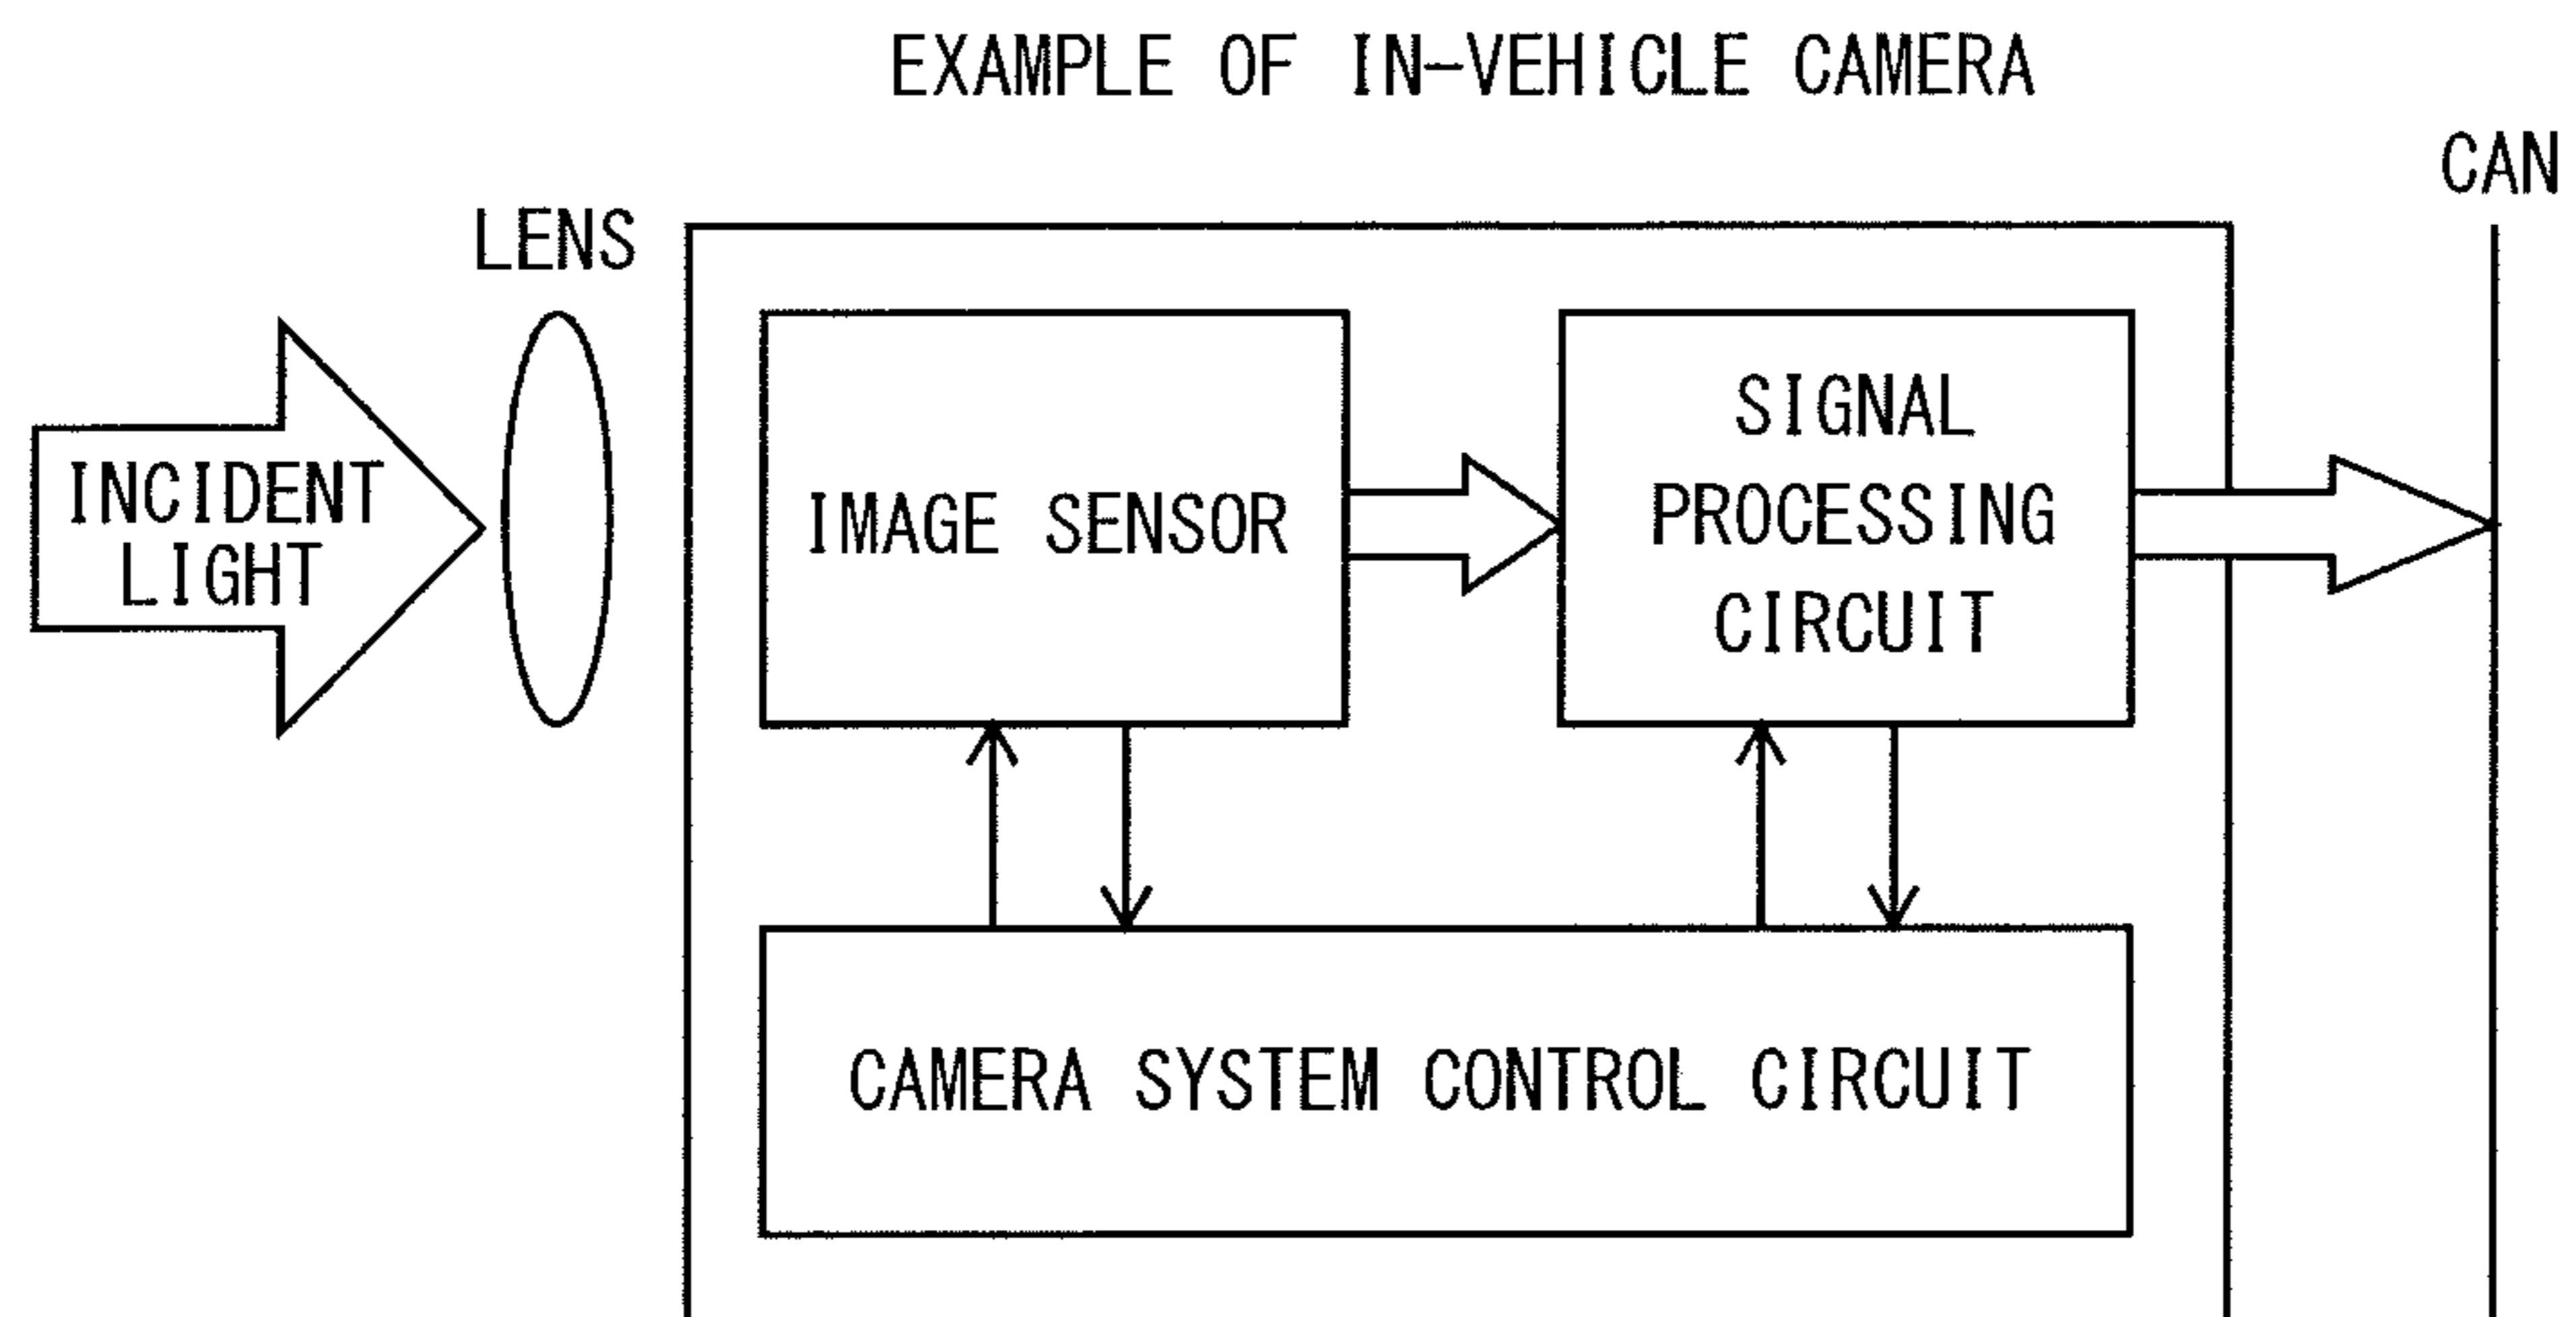 EXAMPLE OF IN-VEHICLE CAMERA
CAN
LENS
INCIDENT
LIGHT
IMAGE SENSOR
SIGNAL
PROCESSING
CIRCUIT
CAMERA SYSTEM CONTROL CIRCUIT